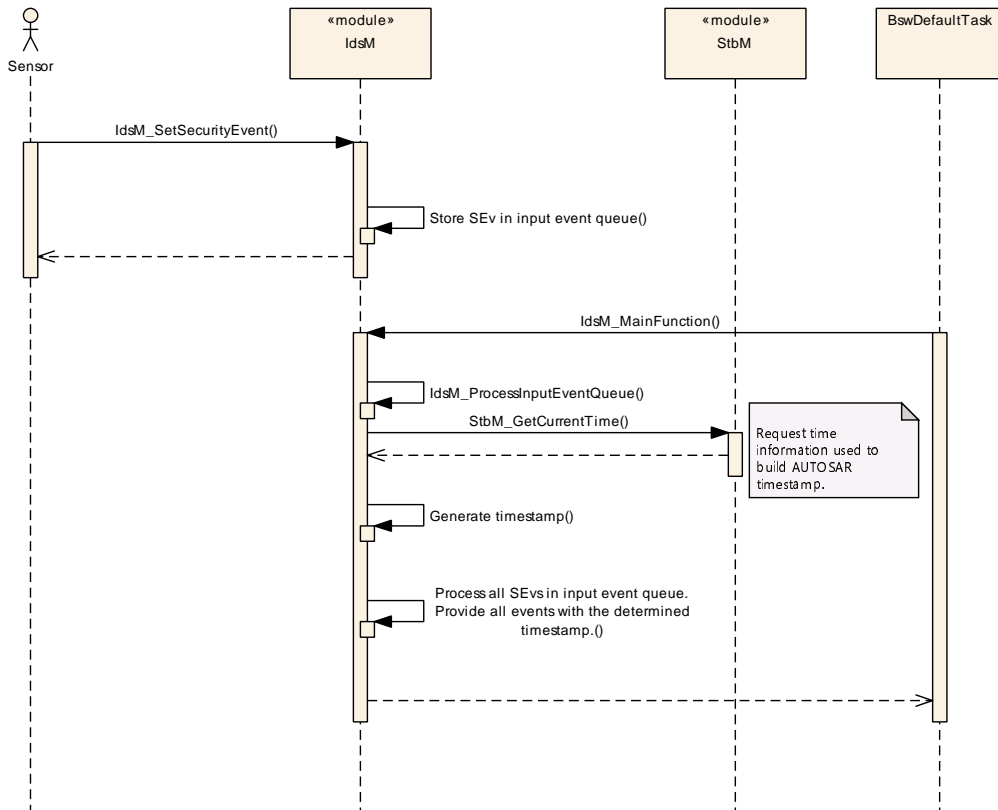 «module»
IdsM
«module»
StbM
BswDefaultTask
Sensor
IdsM_SetSecurityEvent()
Store SEv in input event queue()
IdsM_MainFunction()
IdsM_ProcessInputEventQueue()
StbM_GetCurrentTime()
Request time
information used to
build AUTOSAR
timestamp.
Generate timestamp()
Process all SEvs in input event queue.
Provide all events with the determined
timestamp.()